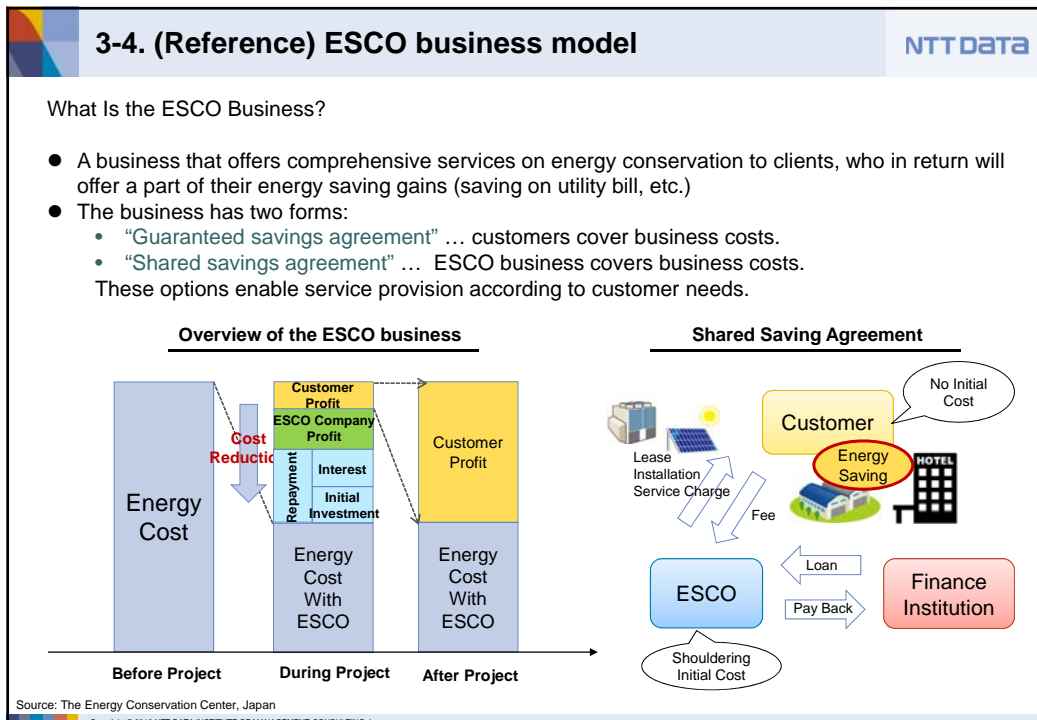 3-4. (Reference) ESCO business model
NTT DATA
What Is the ESCO Business?
● A business that offers comprehensive services on energy conservation to clients, who in return will
offer a part of their energy saving gains (saving on utility bill, etc.)
● The business has two forms:
• “Guaranteed savings agreement” … customers cover business costs.
• “Shared savings agreement” … ESCO business covers business costs.
These options enable service provision according to customer needs.
Overview of the ESCO business
Energy
Cost
Cost
Reductio
Customer
Profit
ESCO Company
Profit
Repayment
Interest
Initial
Investment
Energy
Cost
With
ESCO
Customer
Profit
Energy
Cost
With
ESCO
Before Project
During Project
After Project
Shared Saving Agreement
No Initial
Cost
Customer
Energy
Saving
HOTEL
Lease
Installation
Service Charge
Fee
ESCO
Loan
Pay Back
Finance
Institution
Shouldering
Initial Cost
Source: The Energy Conservation Center, Japan